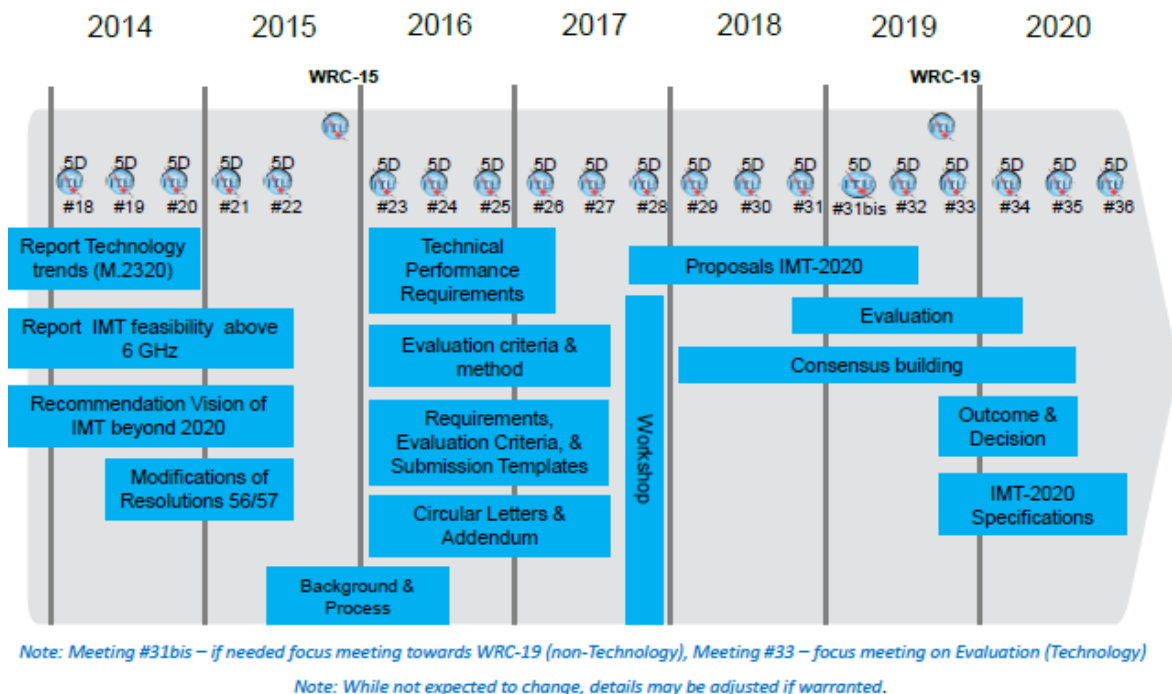 2014 2015 2016 2017 2018 2019 2020
WRC-15 WRC-19
5D 5D 5D 5D 5D 5D 5D 5D 5D 5D 5D 5D 5D 5D 5D 5D 5D 5D 5D 5D
#18 #19 #20 #21 #22 #23 #24 #25 #26 #27 #28 #29 #30 #31 #31bis #32 #33 #34 #35 #36
Report Technology
trends (M.2320)
Report IMT feasibility above
6 GHz
Recommendation Vision of
IMT beyond 2020
Modifications of
Resolutions 56/57
Background &
Process
Technical
Performance
Requirements
Evaluation criteria &
method
Requirements,
Evaluation Criteria, &
Submission Templates
Circular Letters &
Addendum
Workshop
Proposals IMT-2020
Evaluation
Consensus building
Outcome &
Decision
IMT-2020
Specifications
Note: Meeting #31bis – if needed focus meeting towards WRC-19 (non-Technology), Meeting #33 – focus meeting on Evaluation (Technology)
Note: While not expected to change, details may be adjusted if warranted.